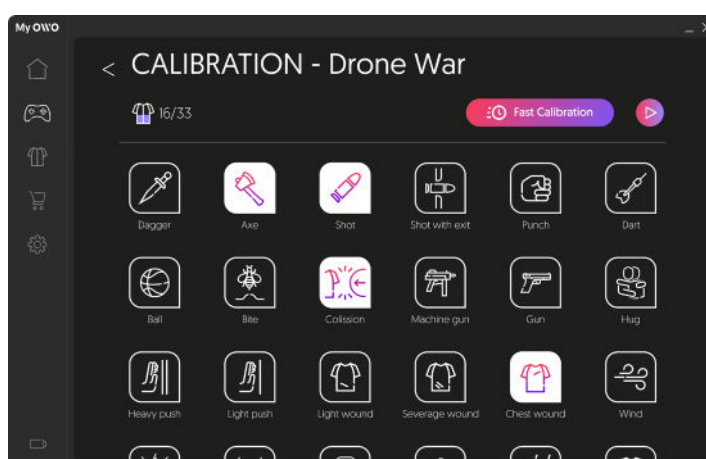 My OWO
< CALIBRATION - Drone War
16/33
Fast Calibration
Dagger Axe Shot Shot with exit Punch Dart
Ball Bite Colission Machine gun Gun Hug
Heavy push Light push Light wound Severage wound Chest wound Wind